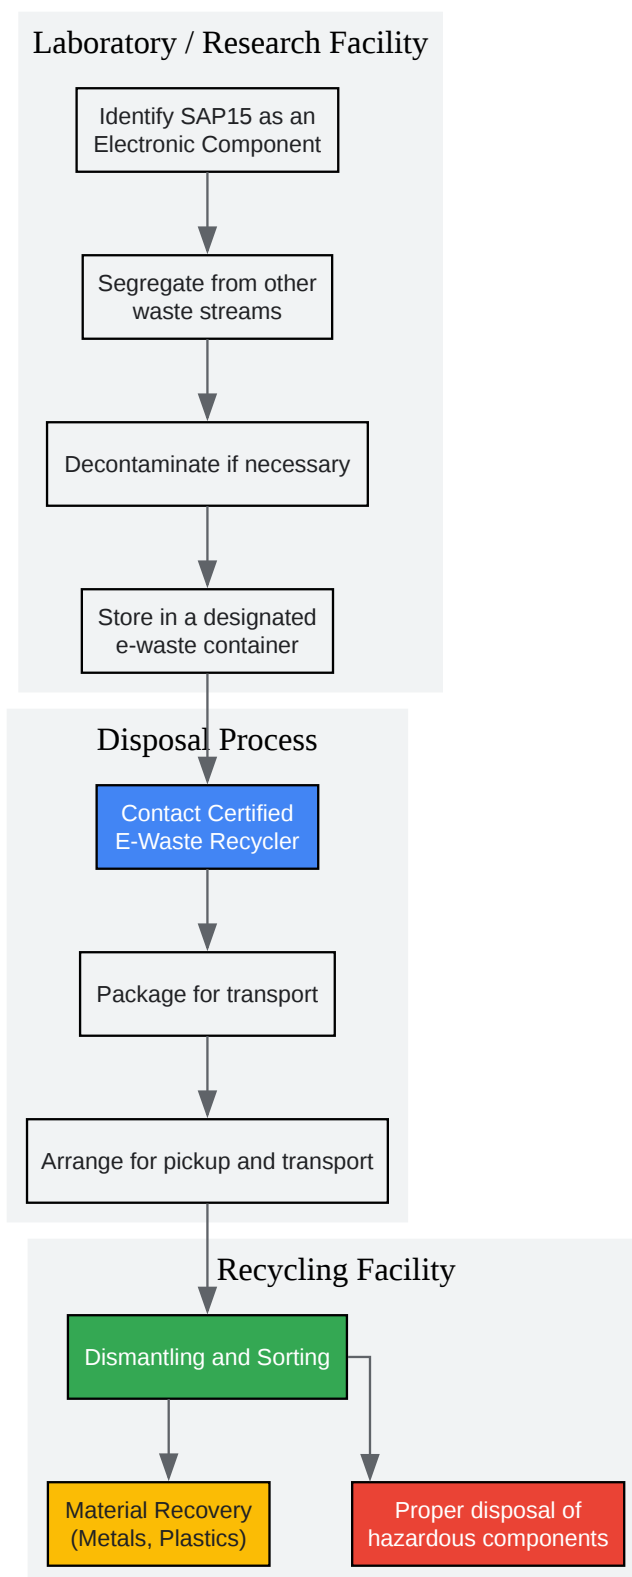 Laboratory / Research Facility
Identify SAP15 as an
Electronic Component
Segregate from other
waste streams
Decontaminate if necessary
Store in a designated
e-waste container
Disposal Process
Contact Certified
E-Waste Recycler
Package for transport
Arrange for pickup and transport
Recycling Facility
Dismantling and Sorting
Material Recovery
(Metals, Plastics)
Proper disposal of
hazardous components